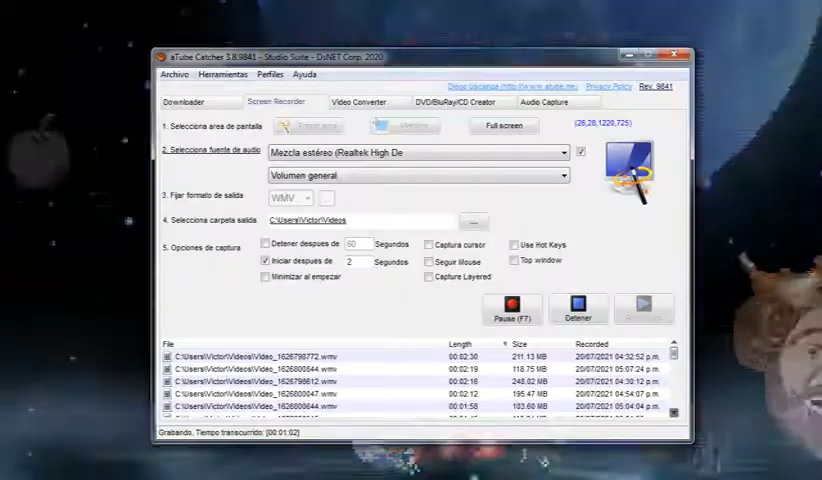 aTube Catcher 3.8.9841 - Studio Suite - DsNET Corp. 2020
Archivo Herramientas Perfiles Ayuda
Diego Uscanga (http://www.atube.me) Privacy Policy Rev. 9841
Downloader Screen Recorder Video Converter DVD/BluRay/CD Creator Audio Capture
1. Selecciona area de pantalla Full screen (26,28,1220,725)
2. Selecciona fuente de audio Mezcla estéreo (Realtek High De
Volumen general
3. Fijar formato de salida WMV ...
4. Selecciona carpeta salida C:\Users\Victor\Videos ...
5. Opciones de captura Detener despues de 60 Segundos Captura cursor Use Hot Keys
Iniciar despues de 2 Segundos Seguir Mouse Top window
Minimizar al empezar Capture Layered
Pause (F7) Detener
File Length Size Recorded
C:\Users\Victor\Videos\Video_1626798772.wmv 00:02:30 211.13 MB 20/07/2021 04:32:52 p.m.
C:\Users\Victor\Videos\Video_1626800844.wmv 00:02:19 118.75 MB 20/07/2021 05:07:24 p.m.
C:\Users\Victor\Videos\Video_1626798612.wmv 00:02:16 248.02 MB 20/07/2021 04:30:12 p.m.
C:\Users\Victor\Videos\Video_1626800047.wmv 00:02:12 195.47 MB 20/07/2021 04:54:07 p.m.
C:\Users\Victor\Videos\Video_1626800644.wmv 00:01:58 103.60 MB 20/07/2021 05:04:04 p.m.
Grabando, Tiempo transcurrido: [00:01:02]